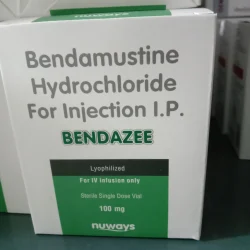 Bendamustine
Hydrochloride
For Injection I.P.
BENDAZEE
Lyophilized
For IV infusion only
Sterile Single Dose Vial
100 mg
nuways